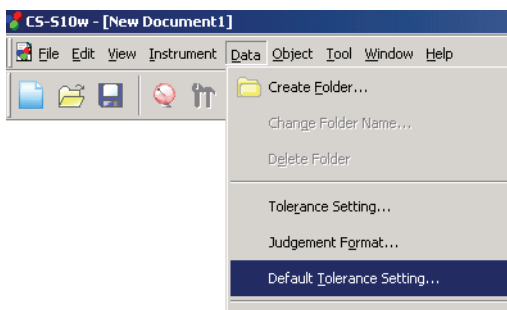 CS-S10w - [New Document1]
File Edit View Instrument Data Object Tool Window Help
Create Folder...
Change Folder Name...
Delete Folder
Tolerance Setting...
Judgement Format...
Default Tolerance Setting...